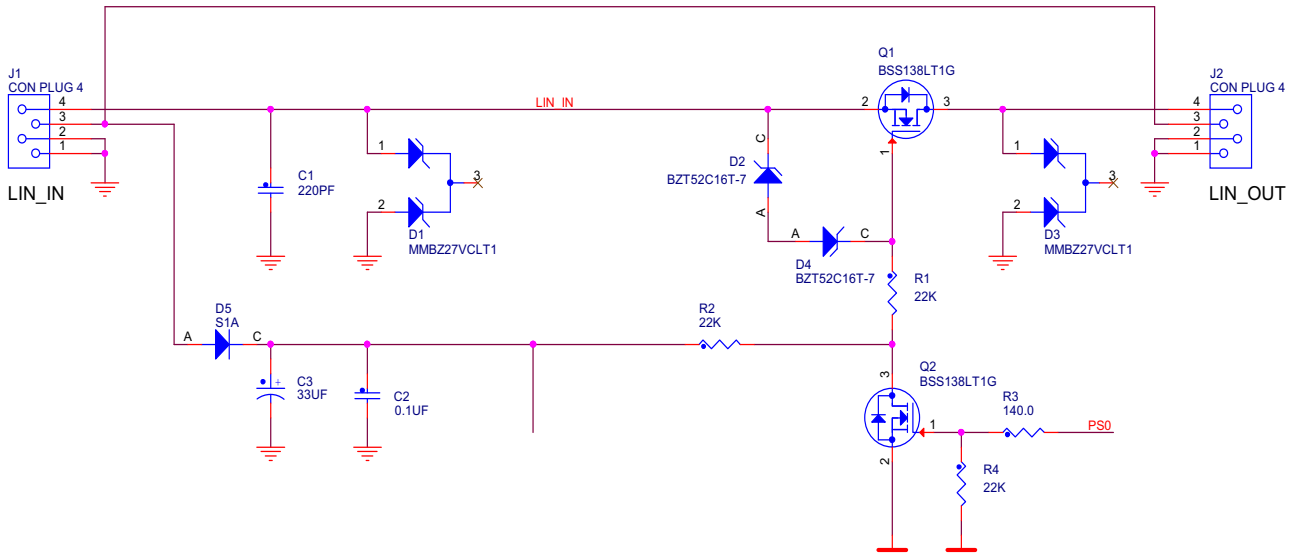 J1
CON PLUG 4
4
3
2
1
LIN_IN
C1
220PF
1
2
3
D1
MMBZ27VCLT1
LIN_IN
Q1
BSS138LT1G
2
3
1
C
D2
BZT52C16T-7
A
A
C
D4
BZT52C16T-7
R1
22K
1
2
3
D3
MMBZ27VCLT1
J2
CON PLUG 4
4
3
2
1
LIN_OUT
D5
S1A
A
C
C3
33UF
+
C2
0.1UF
R2
22K
3
Q2
BSS138LT1G
1
2
R3
140.0
PS0
R4
22K